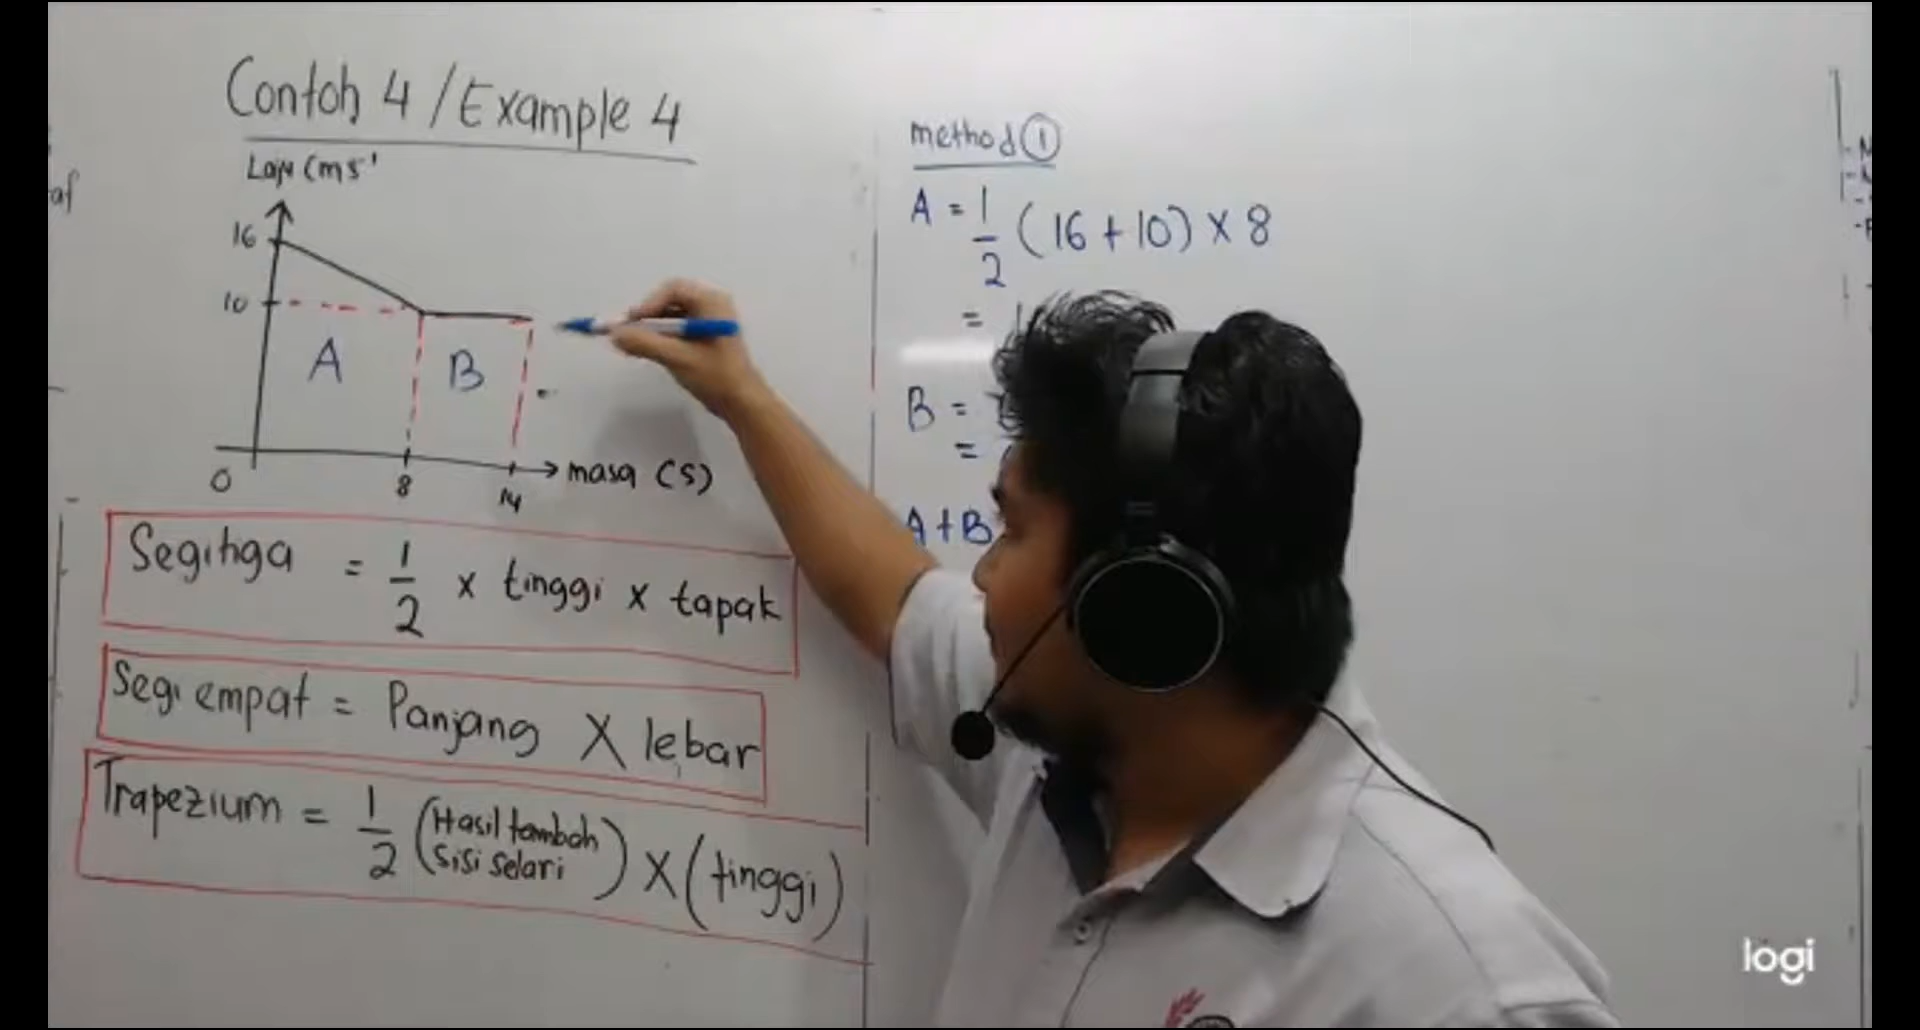 Contoh 4 / Example 4
Laju (ms⁻¹
16
10
A
B
0
8
14
masa (s)
Segitiga = 1/2 x tinggi x tapak
Segi empat = Panjang X lebar
Trapezium = 1/2 (Hasil tambah sisi selari) X (tinggi)
method ①
A = 1/2 (16 + 10) x 8
=
B =
=
A + B
logi